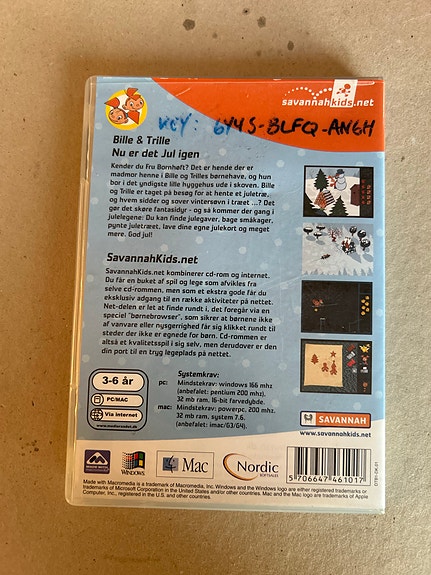 savannahkids.net
KEY: 6Y4S-BLFQ-AN6H
Bille & Trille
Nu er det Jul igen
Kender du Fru Bornholt? Det er hende der er
madmor henne i Bille og Trilles børnehave, og hun
bor i det yndigste lille hyggehus ude i skoven. Bille
og Trille er taget på besøg for at hente et juletræ,
og hvem sidder og sover vintersøvn i træet ...? Det
gør det skøre fantasidyr - og så kommer der gang i
julelegene: Du kan finde julegaver, bage småkager,
pynte juletræet, lave dine egne julekort og meget
mere. God jul!
SavannahKids.net
SavannahKids.net kombinerer cd-rom og internet.
Du får en buket af spil og lege som afvikles fra
selve cd-rommen, men som et ekstra gode får du
eksklusiv adgang til en række aktiviteter på nettet.
Net-delen er let at finde rundt i, det foregår via en
speciel "børnebrowser", som sikrer at børnene ikke
af vanvare eller nysgerrighed får sig klikket rundt til
steder der ikke er egnede for børn. Cd-rommen er
altså et kvalitetsspil i sig selv, men derudover er den
din port til en tryg legeplads på nettet.
3-6 år
PC/MAC
Via internet
www.medieraadet.dk
Systemkrav:
pc: Mindstekrav: windows 166 mhz
(anbefalet: pentium 200 mhz).
32 mb ram, 16-bit farvedybde.
mac: Mindstekrav: powerpc. 200 mhz.
32 mb ram, system 7.6.
(anbefalet: imac/G3/G4).
SAVANNAH
www.savannahkids.net
WINDOWS
Mac
Nordic
SOFTSALES
5 706647 461017
Made with Macromedia is a trademark of Macromedia, Inc. Windows and the Windows logo are either registered trademarks or
trademarks of Microsoft Corporation in the United States and/or other countries. Mac and the Mac logo are trademarks of Apple
Computer, Inc., registered in the U.S. and other countries.